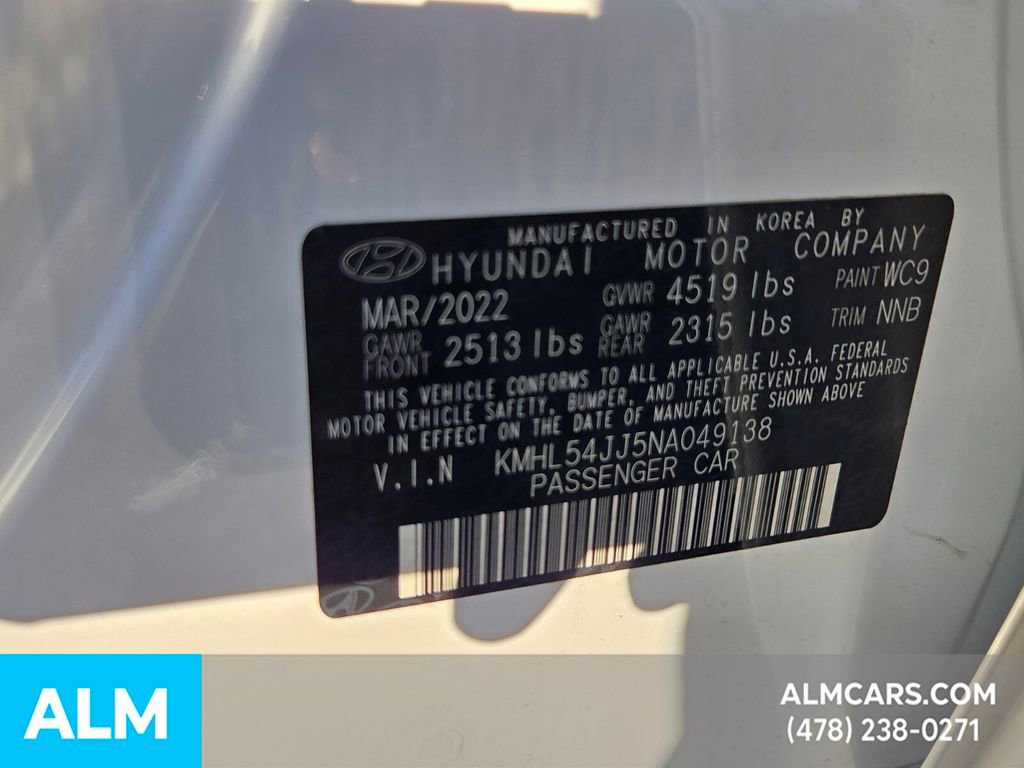 MANUFACTURED IN KOREA BY
HYUNDAI MOTOR COMPANY
MAR/2022 GVWR 4519 lbs PAINT WC9
GAWR FRONT 2513 lbs GAWR REAR 2315 lbs TRIM NNB
THIS VEHICLE CONFORMS TO ALL APPLICABLE U.S.A. FEDERAL
MOTOR VEHICLE SAFETY, BUMPER, AND THEFT PREVENTION STANDARDS
IN EFFECT ON THE DATE OF MANUFACTURE SHOWN ABOVE
V.I.N KMHL54JJ5NA049138
PASSENGER CAR
ALM
ALMCARS.COM
(478) 238-0271